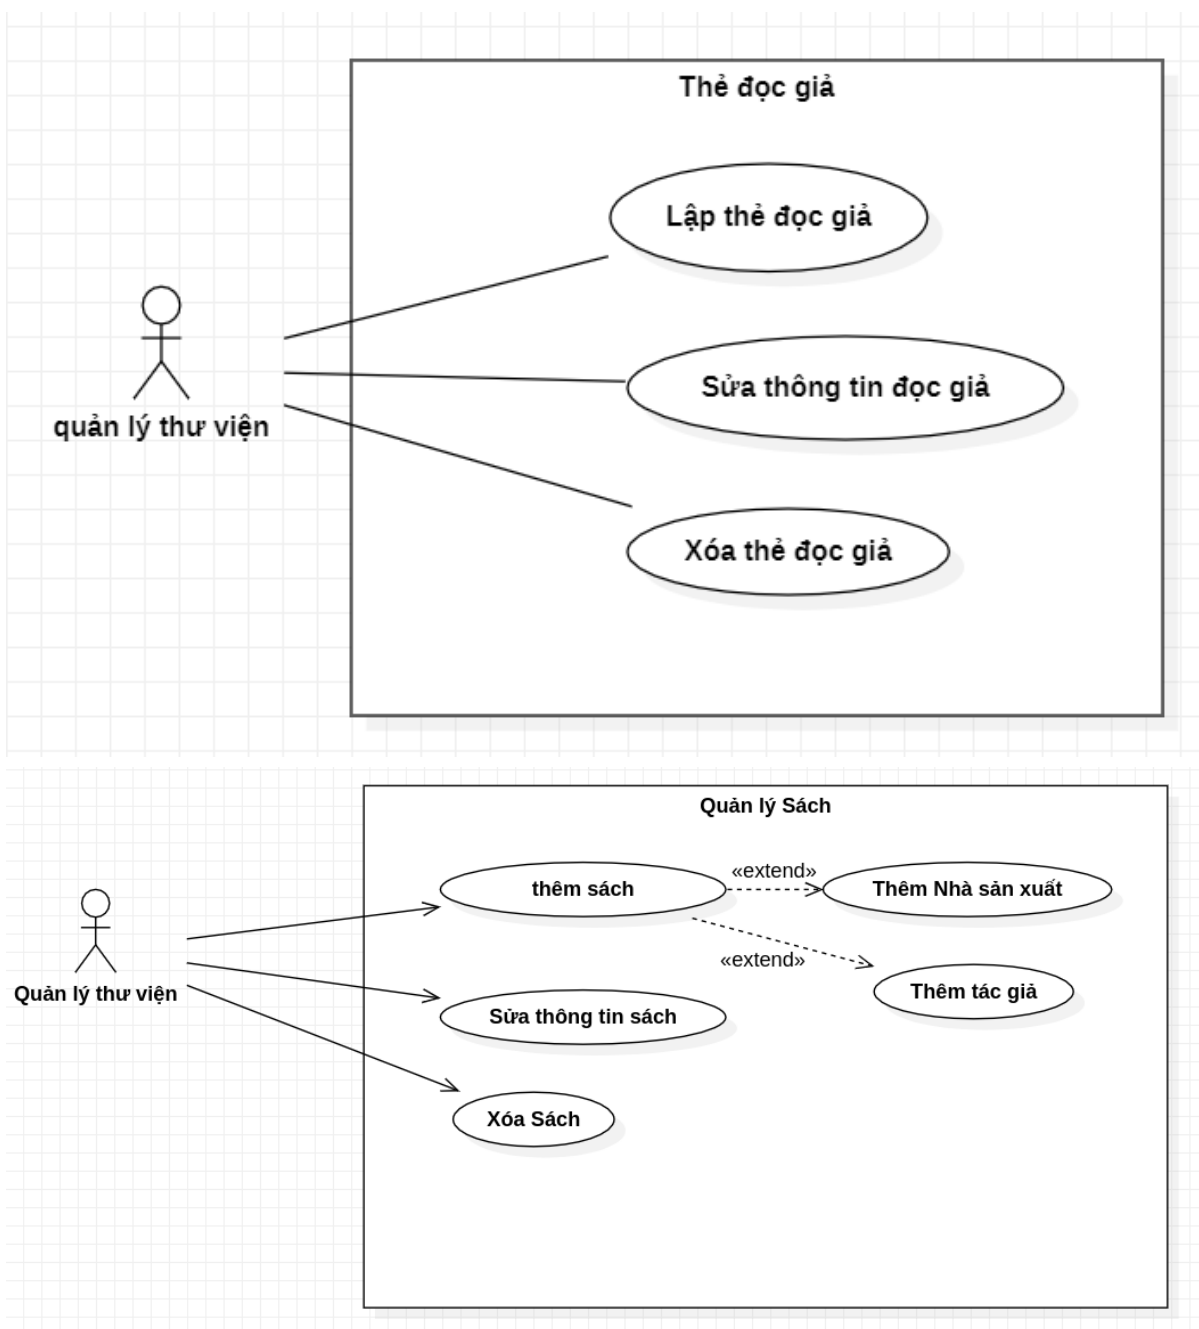 Thẻ đọc giả
Lập thẻ đọc giả
Sửa thông tin đọc giả
quản lý thư viện
Xóa thẻ đọc giả
Quản lý Sách
thêm sách
«extend»
Thêm Nhà sản xuất
«extend»
Thêm tác giả
Quản lý thư viện
Sửa thông tin sách
Xóa Sách